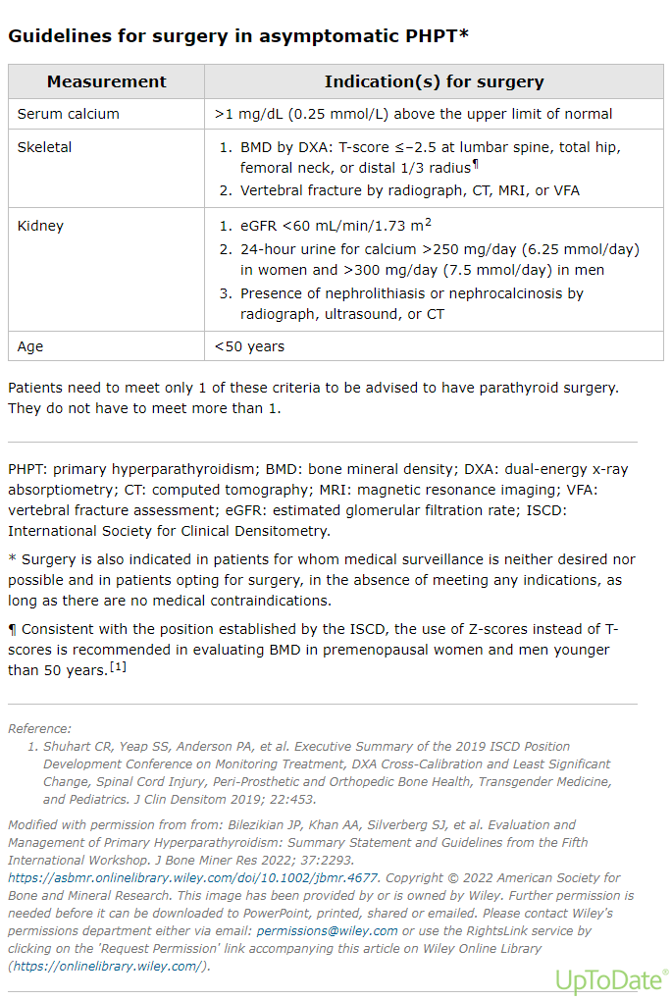 Guidelines for surgery in asymptomatic PHPT*
Measurement
Indication(s) for surgery
Serum calcium
>1 mg/dL (0.25 mmol/L) above the upper limit of normal
Skeletal
1. BMD by DXA: T-score ≤–2.5 at lumbar spine, total hip,
femoral neck, or distal 1/3 radius¶
2. Vertebral fracture by radiograph, CT, MRI, or VFA
Kidney
1. eGFR <60 mL/min/1.73 m²
2. 24-hour urine for calcium >250 mg/day (6.25 mmol/day)
in women and >300 mg/day (7.5 mmol/day) in men
3. Presence of nephrolithiasis or nephrocalcinosis by
radiograph, ultrasound, or CT
Age
<50 years
Patients need to meet only 1 of these criteria to be advised to have parathyroid surgery.
They do not have to meet more than 1.
PHPT: primary hyperparathyroidism; BMD: bone mineral density; DXA: dual-energy x-ray
absorptiometry; CT: computed tomography; MRI: magnetic resonance imaging; VFA:
vertebral fracture assessment; eGFR: estimated glomerular filtration rate; ISCD:
International Society for Clinical Densitometry.
* Surgery is also indicated in patients for whom medical surveillance is neither desired nor
possible and in patients opting for surgery, in the absence of meeting any indications, as
long as there are no medical contraindications.
¶ Consistent with the position established by the ISCD, the use of Z-scores instead of T-
scores is recommended in evaluating BMD in premenopausal women and men younger
than 50 years.[1]
Reference:
1. Shuhart CR, Yeap SS, Anderson PA, et al. Executive Summary of the 2019 ISCD Position
Development Conference on Monitoring Treatment, DXA Cross-Calibration and Least Significant
Change, Spinal Cord Injury, Peri-Prosthetic and Orthopedic Bone Health, Transgender Medicine,
and Pediatrics. J Clin Densitom 2019; 22:453.
Modified with permission from from: Bilezikian JP, Khan AA, Silverberg SJ, et al. Evaluation and
Management of Primary Hyperparathyroidism: Summary Statement and Guidelines from the Fifth
International Workshop. J Bone Miner Res 2022; 37:2293.
https://asbmr.onlinelibrary.wiley.com/doi/10.1002/jbmr.4677. Copyright © 2022 American Society for
Bone and Mineral Research. This image has been provided by or is owned by Wiley. Further permission is
needed before it can be downloaded to PowerPoint, printed, shared or emailed. Please contact Wiley's
permissions department either via email: permissions@wiley.com or use the RightsLink service by
clicking on the 'Request Permission' link accompanying this article on Wiley Online Library
(https://onlinelibrary.wiley.com/).
UpToDate®